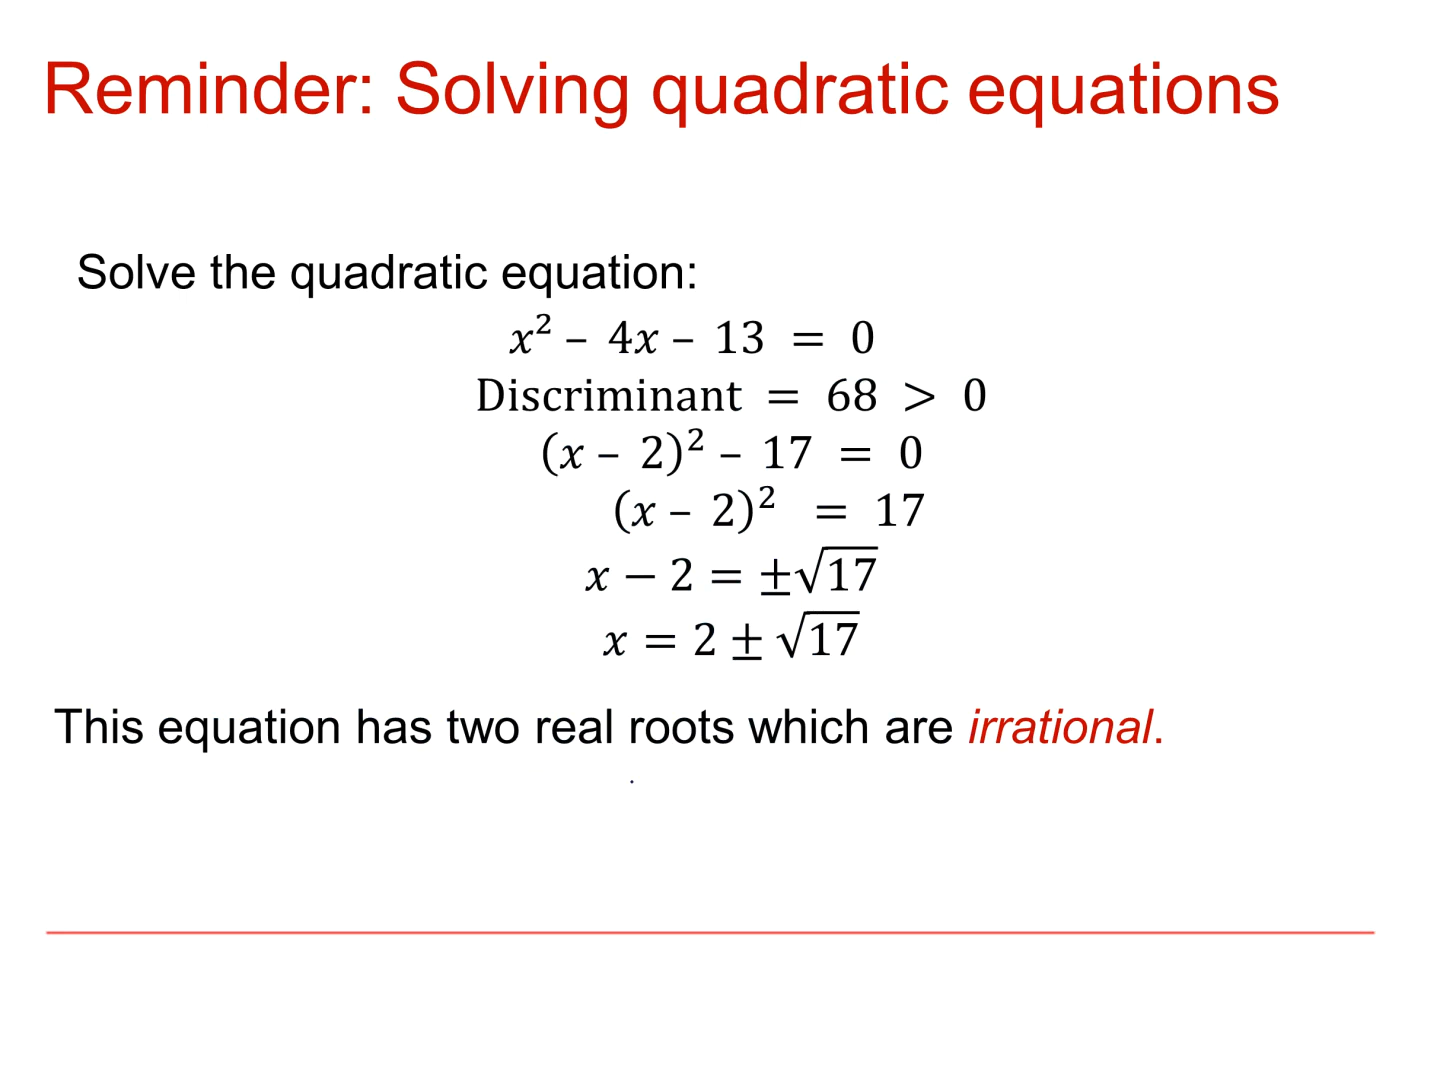 Reminder: Solving quadratic equations
Solve the quadratic equation:
x² – 4x – 13 = 0
Discriminant = 68 > 0
(x – 2)² – 17 = 0
(x – 2)² = 17
x − 2 = ±√17
x = 2 ± √17
This equation has two real roots which are irrational.